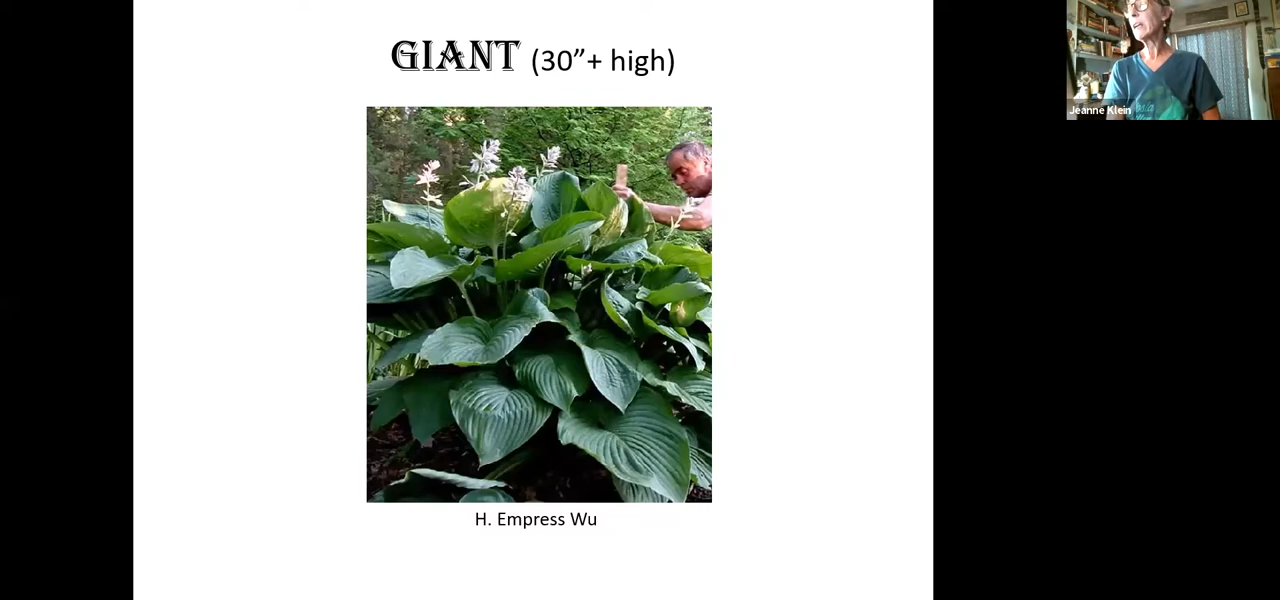 GIANT (30”+ high)
Jeanne Klein
H. Empress Wu